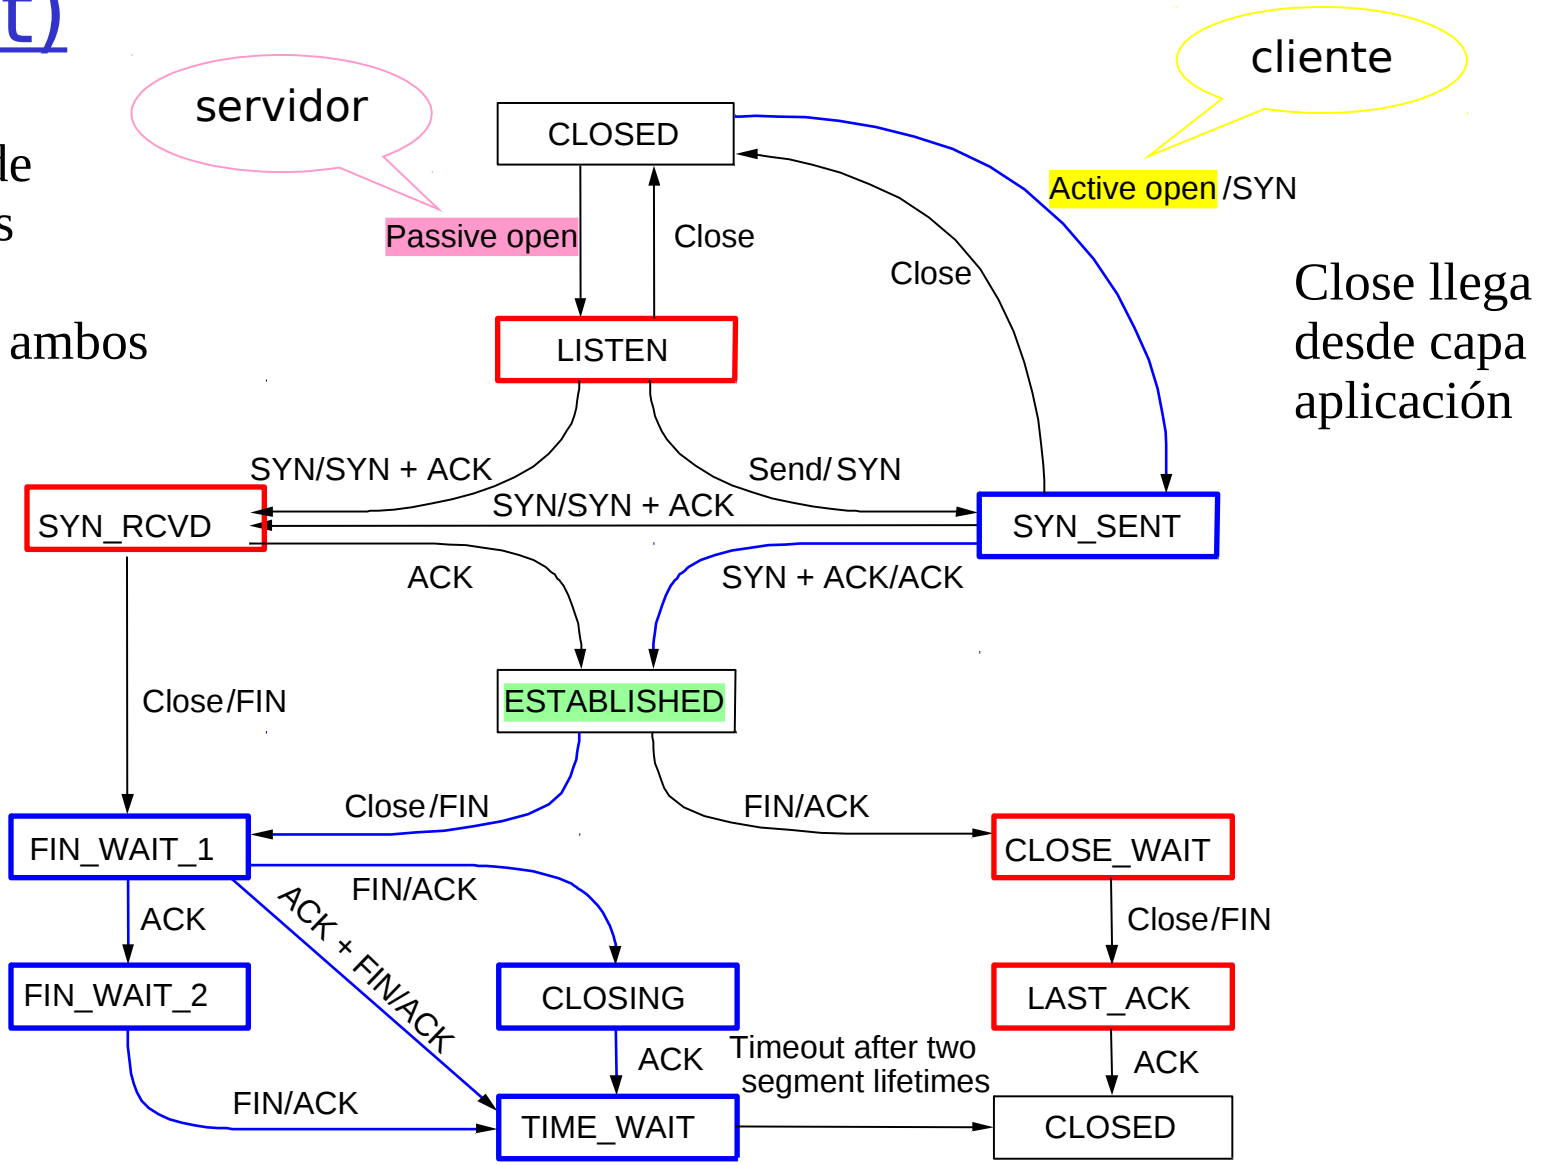 t)
de
s
ambos
servidor
cliente
CLOSED
Active open /SYN
Passive open
Close
Close
Close llega
desde capa
aplicación
LISTEN
SYN/SYN + ACK
Send/ SYN
SYN/SYN + ACK
SYN_RCVD
SYN_SENT
ACK
SYN + ACK/ACK
Close/FIN
ESTABLISHED
Close/FIN
FIN/ACK
FIN_WAIT_1
CLOSE_WAIT
FIN/ACK
ACK
ACK + FIN/ACK
Close/FIN
FIN_WAIT_2
CLOSING
LAST_ACK
ACK
Timeout after two
segment lifetimes
ACK
FIN/ACK
TIME_WAIT
CLOSED